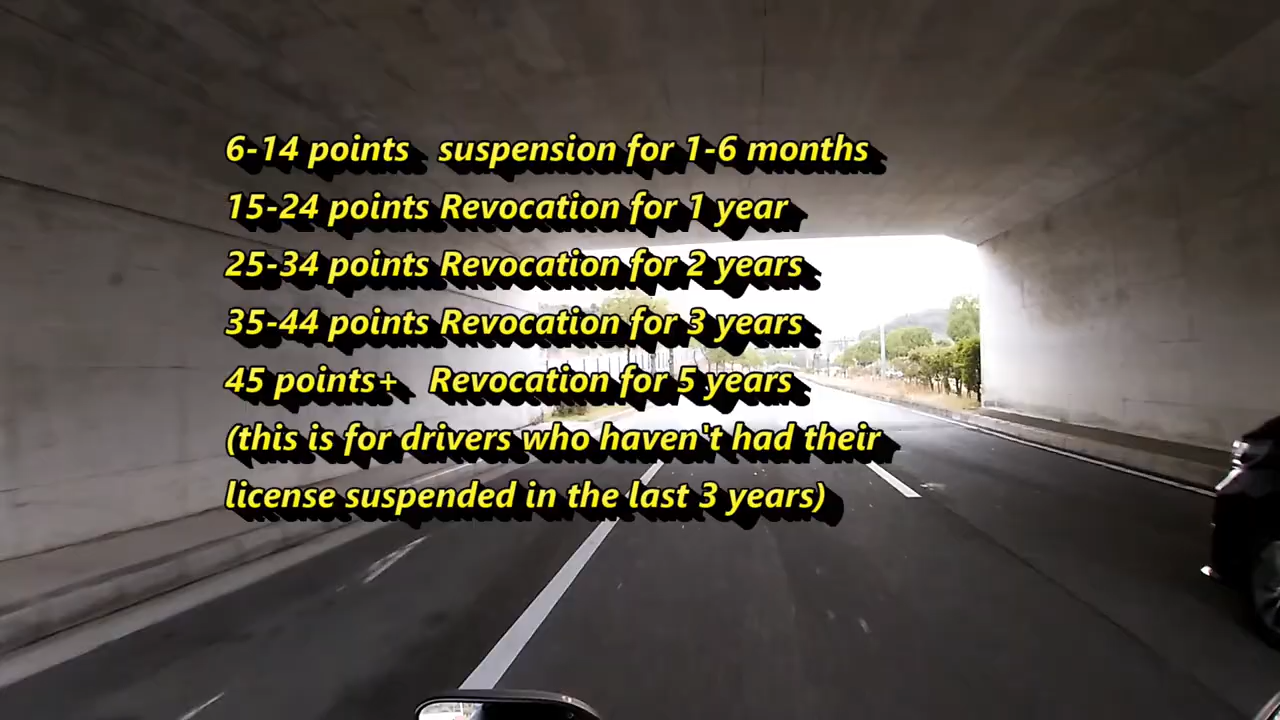 6-14 points suspension for 1-6 months
15-24 points Revocation for 1 year
25-34 points Revocation for 2 years
35-44 points Revocation for 3 years
45 points+ Revocation for 5 years
(this is for drivers who haven't had their
license suspended in the last 3 years)